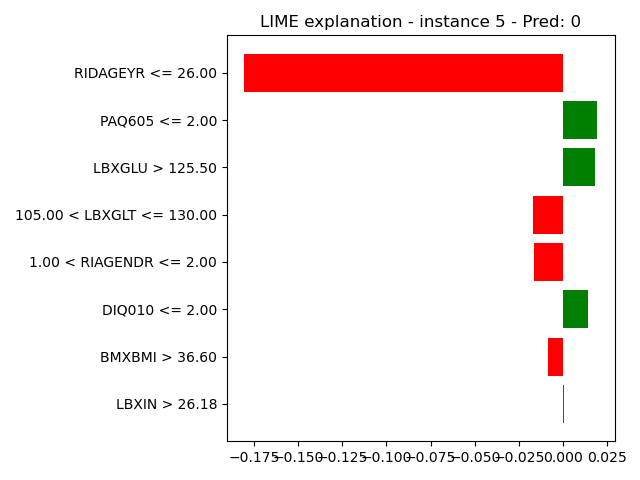 LIME explanation - instance 5 - Pred: 0
RIDAGEYR <= 26.00
PAQ605 <= 2.00
LBXGLU > 125.50
105.00 < LBXGLT <= 130.00
1.00 < RIAGENDR <= 2.00
DIQ010 <= 2.00
BMXBMI > 36.60
LBXIN > 26.18
−0.175 −0.150 −0.125 −0.100 −0.075 −0.050 −0.025 0.000 0.025